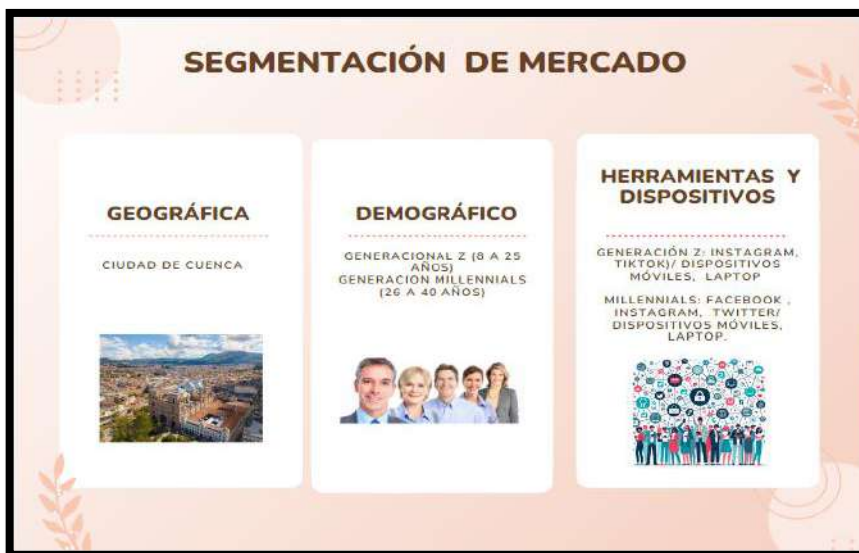 SEGMENTACIÓN DE MERCADO
GEOGRÁFICA
CIUDAD DE CUENCA
DEMOGRÁFICO
GENERACIONAL Z (8 A 25
AÑOS)
GENERACION MILLENNIALS
(26 A 40 AÑOS)
HERRAMIENTAS Y
DISPOSITIVOS
GENERACIÓN Z: INSTAGRAM,
TIKTOK)/ DISPOSITIVOS
MÓVILES, LAPTOP
MILLENNIALS: FACEBOOK ,
INSTAGRAM, TWITTER/
DISPOSITIVOS MÓVILES,
LAPTOP.